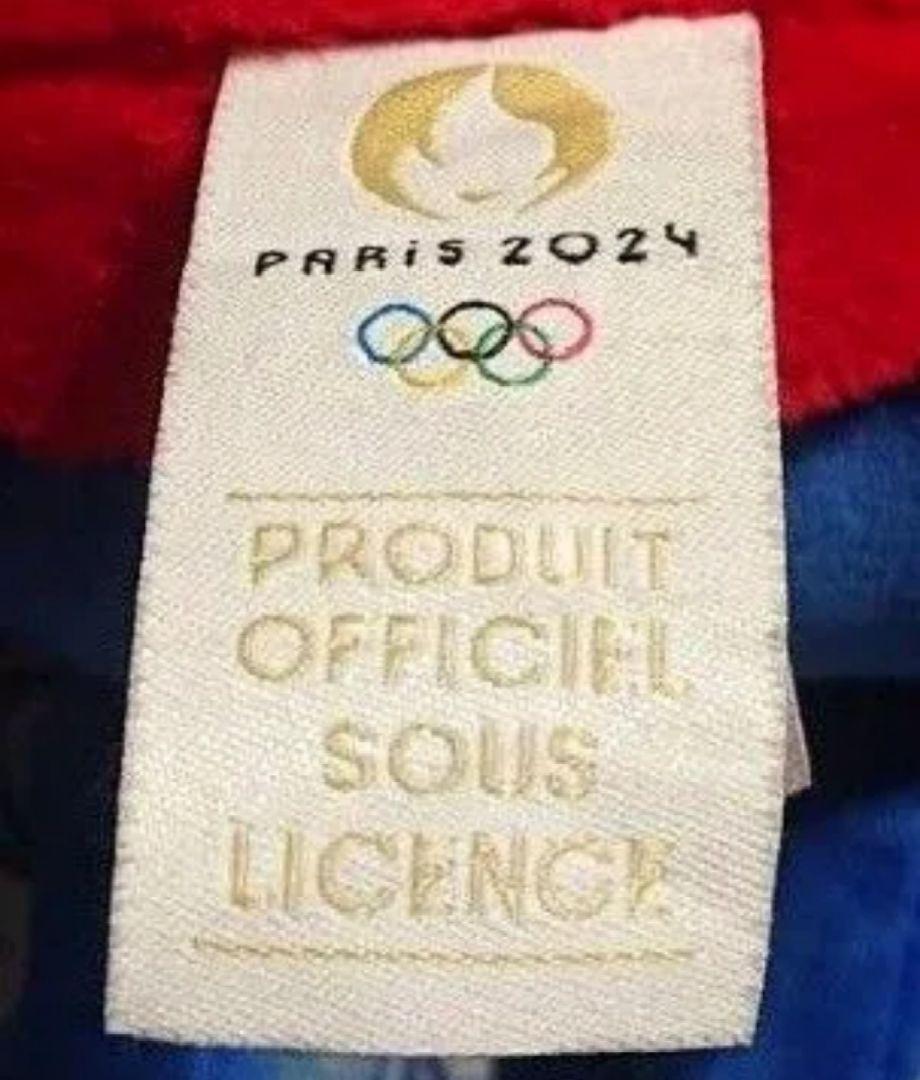 PARiS 2024
PRODUIT
OFFICIEL
SOUS
LICENCE